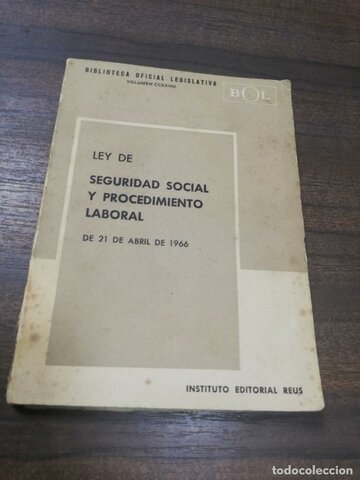 BIBLIOTECA OFICIAL LEGISLATIVA
VOLUMEN CCXXVIII
BOL
LEY DE
SEGURIDAD SOCIAL
Y PROCEDIMIENTO
LABORAL
DE 21 DE ABRIL DE 1966
INSTITUTO EDITORIAL REUS
todocoleccion